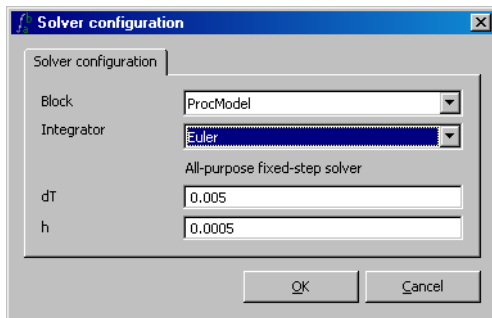 Solver configuration
Solver configuration
Block ProcModel
Integrator Euler
All-purpose fixed-step solver
dT 0.005
h 0.0005
OK Cancel